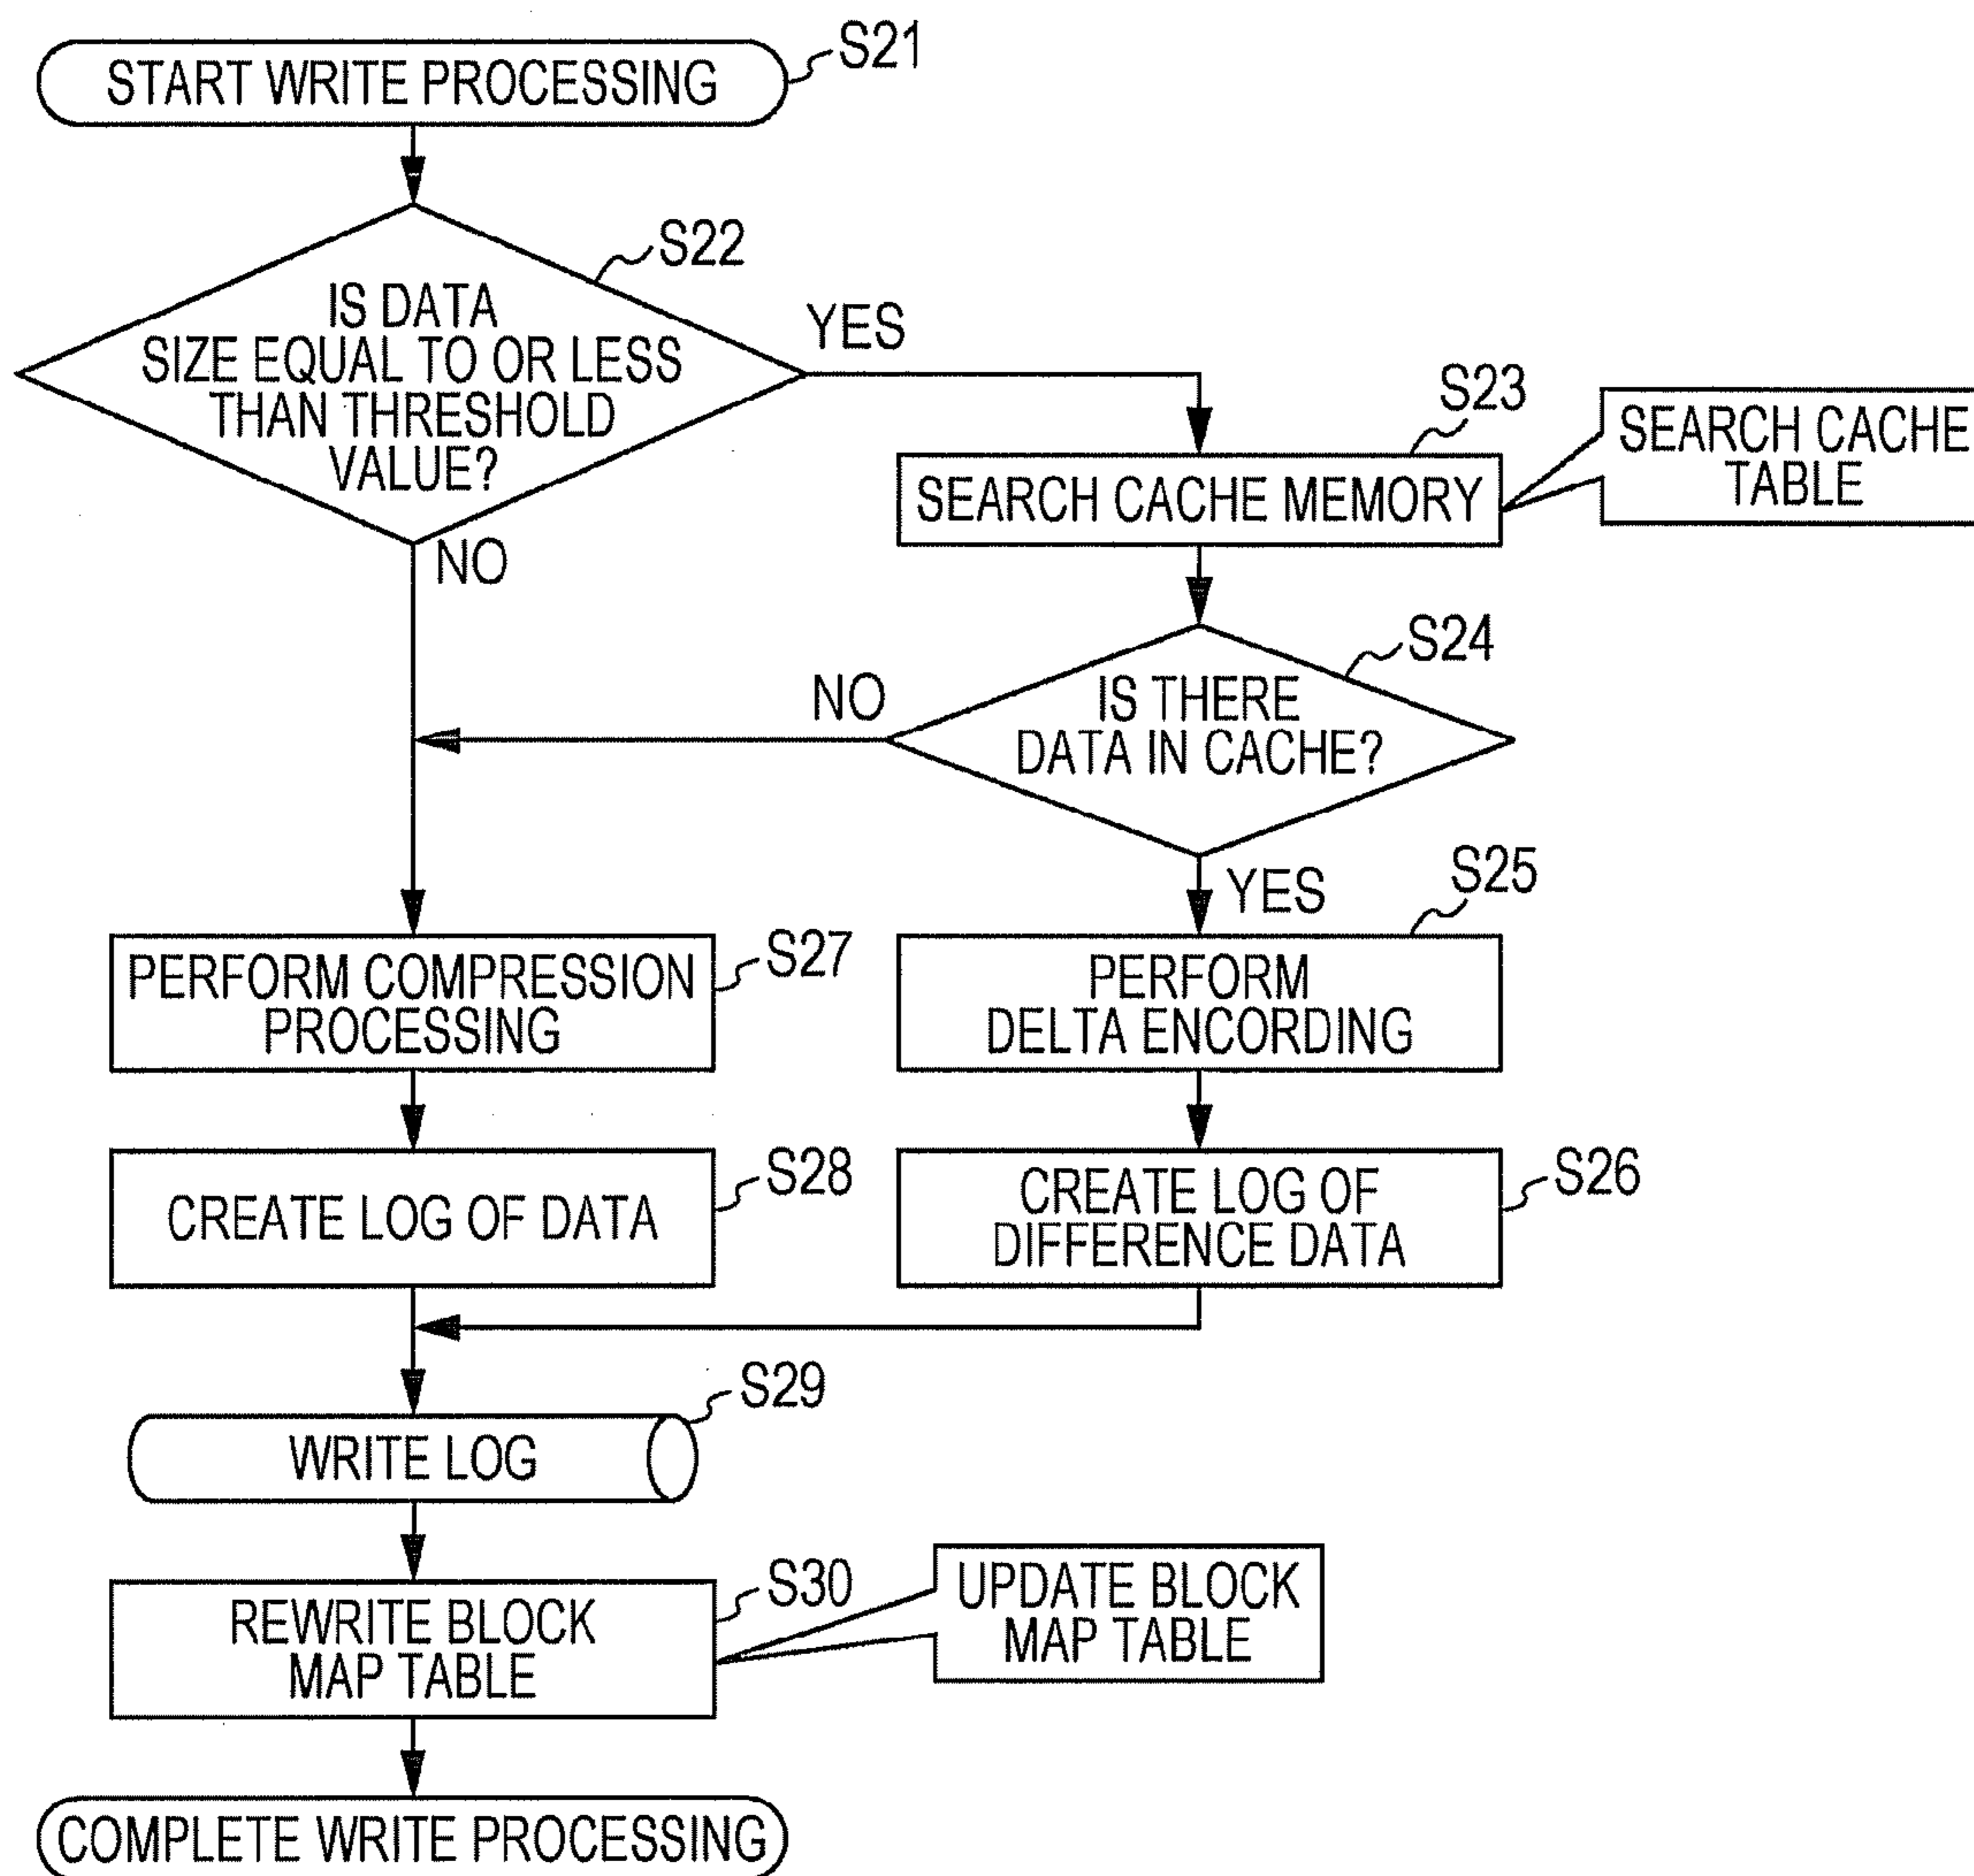 START WRITE PROCESSING
S21
S22
IS DATA
SIZE EQUAL TO OR LESS
THAN THRESHOLD
VALUE?
YES
NO
S23
SEARCH CACHE MEMORY
SEARCH CACHE
TABLE
S24
IS THERE
DATA IN CACHE?
NO
YES
S25
PERFORM
DELTA ENCORDING
S27
PERFORM COMPRESSION
PROCESSING
S28
CREATE LOG OF DATA
S26
CREATE LOG OF
DIFFERENCE DATA
S29
WRITE LOG
S30
REWRITE BLOCK
MAP TABLE
UPDATE BLOCK
MAP TABLE
COMPLETE WRITE PROCESSING